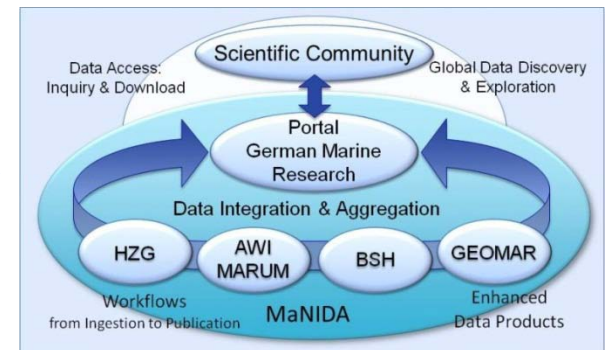 Scientific Community
Data Access:
Inquiry & Download
Global Data Discovery
& Exploration
Portal
German Marine
Research
Data Integration & Aggregation
HZG
AWI
MARUM
BSH
GEOMAR
Workflows
from Ingestion to Publication
MaNIDA
Enhanced
Data Products